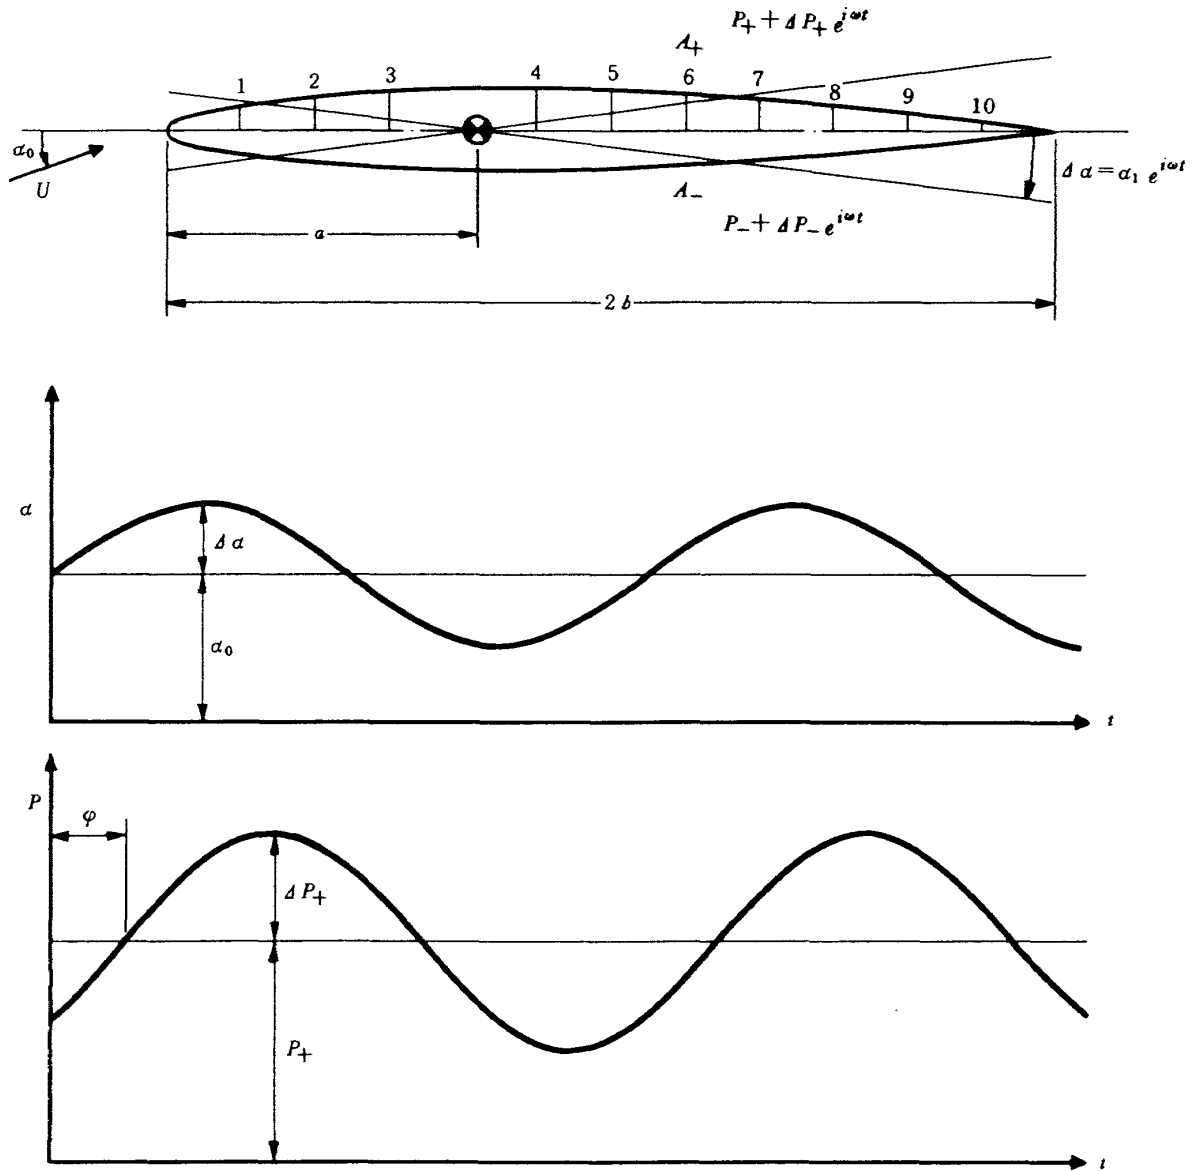 P₊ + ΔP₊ e^{iωt}
A₊
1 2 3 4 5 6 7 8 9 10
α₀
U
Δα = α₁ e^{iωt}
A₋
P₋ + ΔP₋ e^{iωt}
a
2b
α
Δα
α₀
t
P
φ
ΔP₊
P₊
t